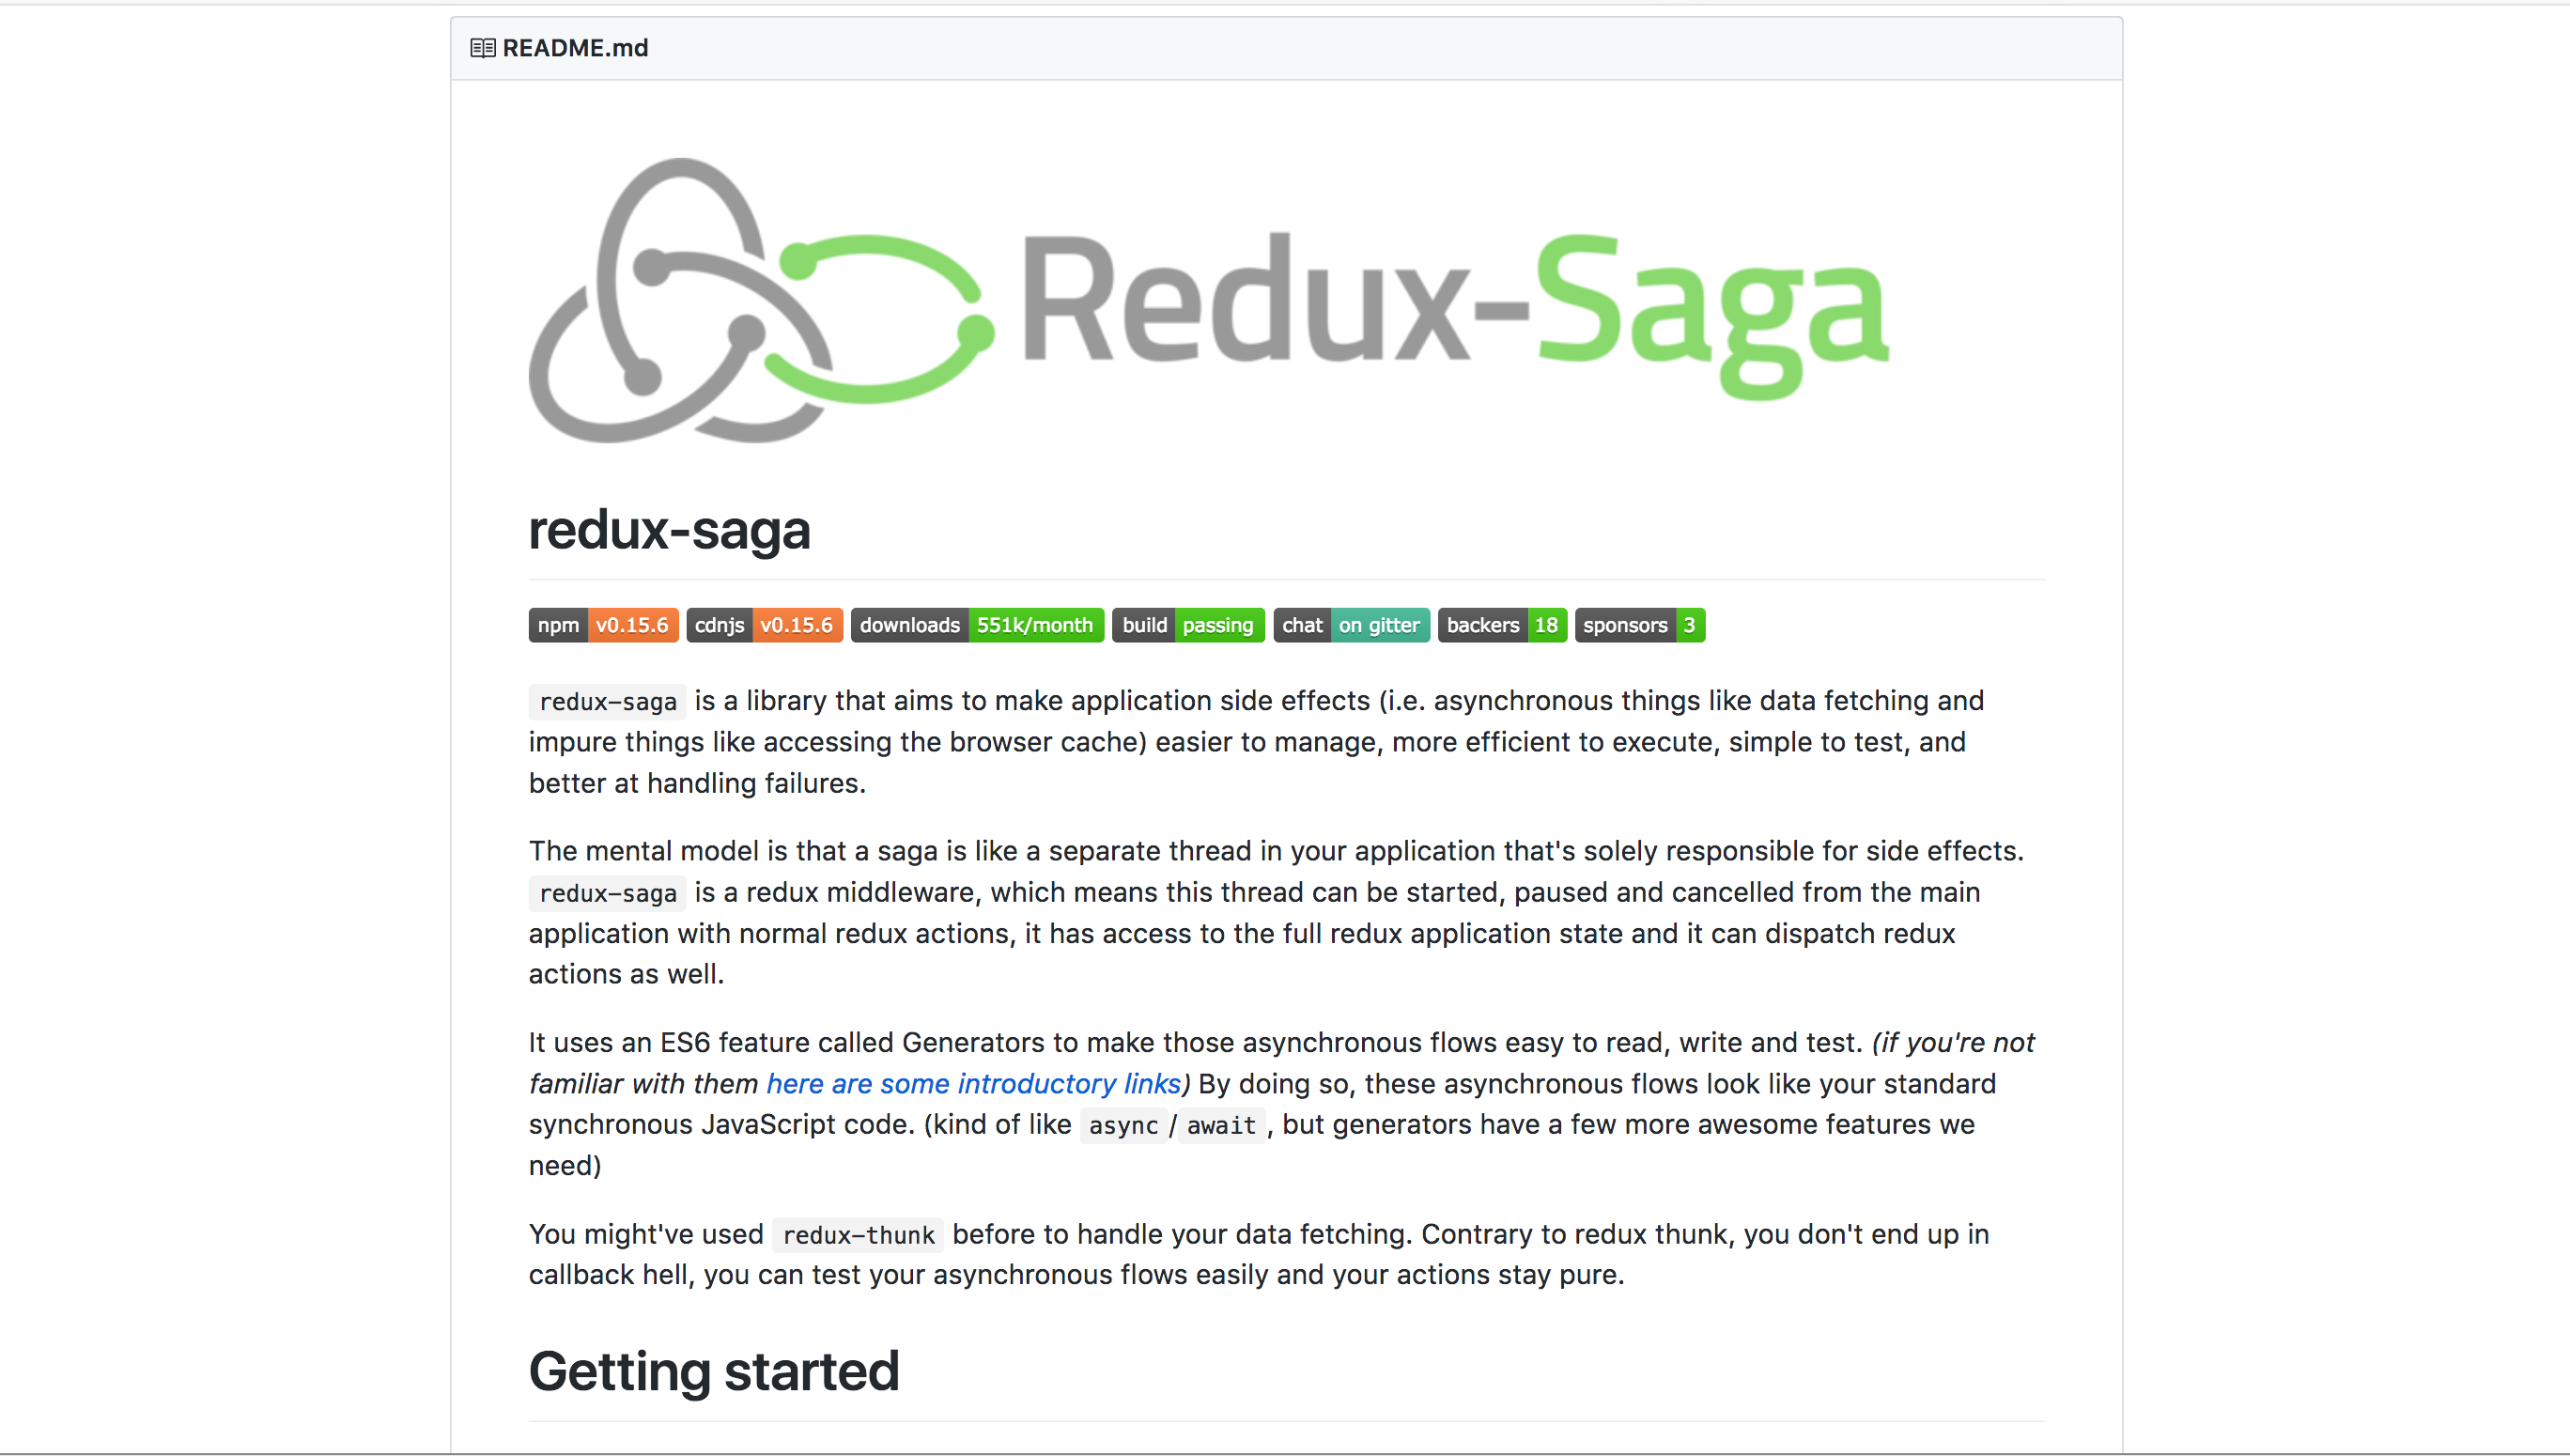 README.md
Redux-Saga
redux-saga
npm v0.15.6 cdnjs v0.15.6 downloads 551k/month build passing chat on gitter backers 18 sponsors 3
redux-saga is a library that aims to make application side effects (i.e. asynchronous things like data fetching and
impure things like accessing the browser cache) easier to manage, more efficient to execute, simple to test, and
better at handling failures.
The mental model is that a saga is like a separate thread in your application that's solely responsible for side effects.
redux-saga is a redux middleware, which means this thread can be started, paused and cancelled from the main
application with normal redux actions, it has access to the full redux application state and it can dispatch redux
actions as well.
It uses an ES6 feature called Generators to make those asynchronous flows easy to read, write and test. (if you're not
familiar with them here are some introductory links) By doing so, these asynchronous flows look like your standard
synchronous JavaScript code. (kind of like async/await, but generators have a few more awesome features we
need)
You might've used redux-thunk before to handle your data fetching. Contrary to redux thunk, you don't end up in
callback hell, you can test your asynchronous flows easily and your actions stay pure.
Getting started